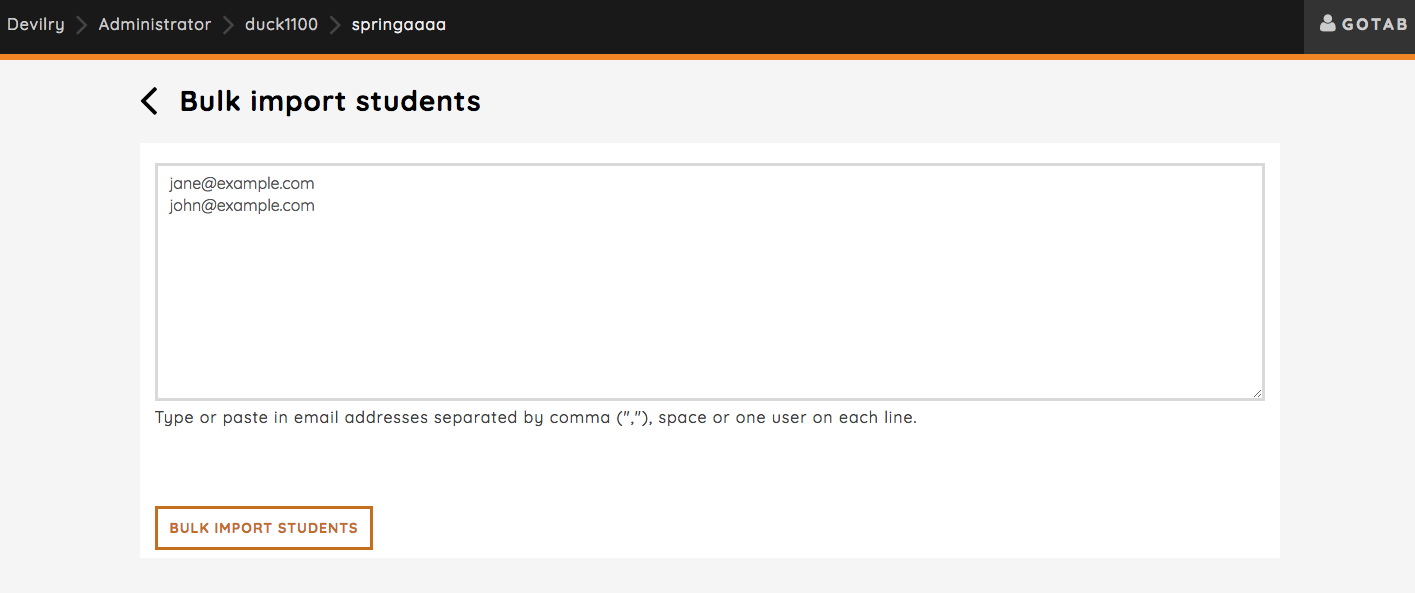 Devilry Administrator duck1100 springaaaa GOTAB
Bulk import students
jane@example.com
john@example.com
Type or paste in email addresses separated by comma (","), space or one user on each line.
BULK IMPORT STUDENTS